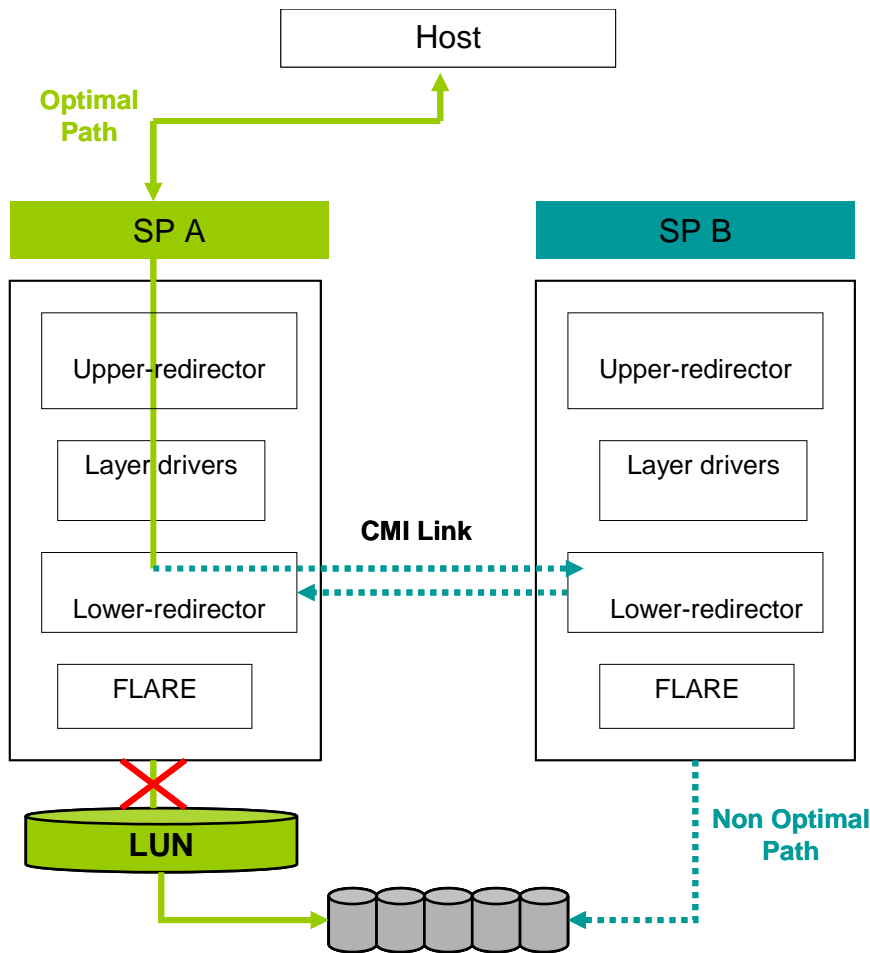 Host
Optimal
Path
SP A
SP B
Upper-redirector
Upper-redirector
Layer drivers
Layer drivers
CMI Link
Lower-redirector
Lower-redirector
FLARE
FLARE
LUN
Non Optimal
Path